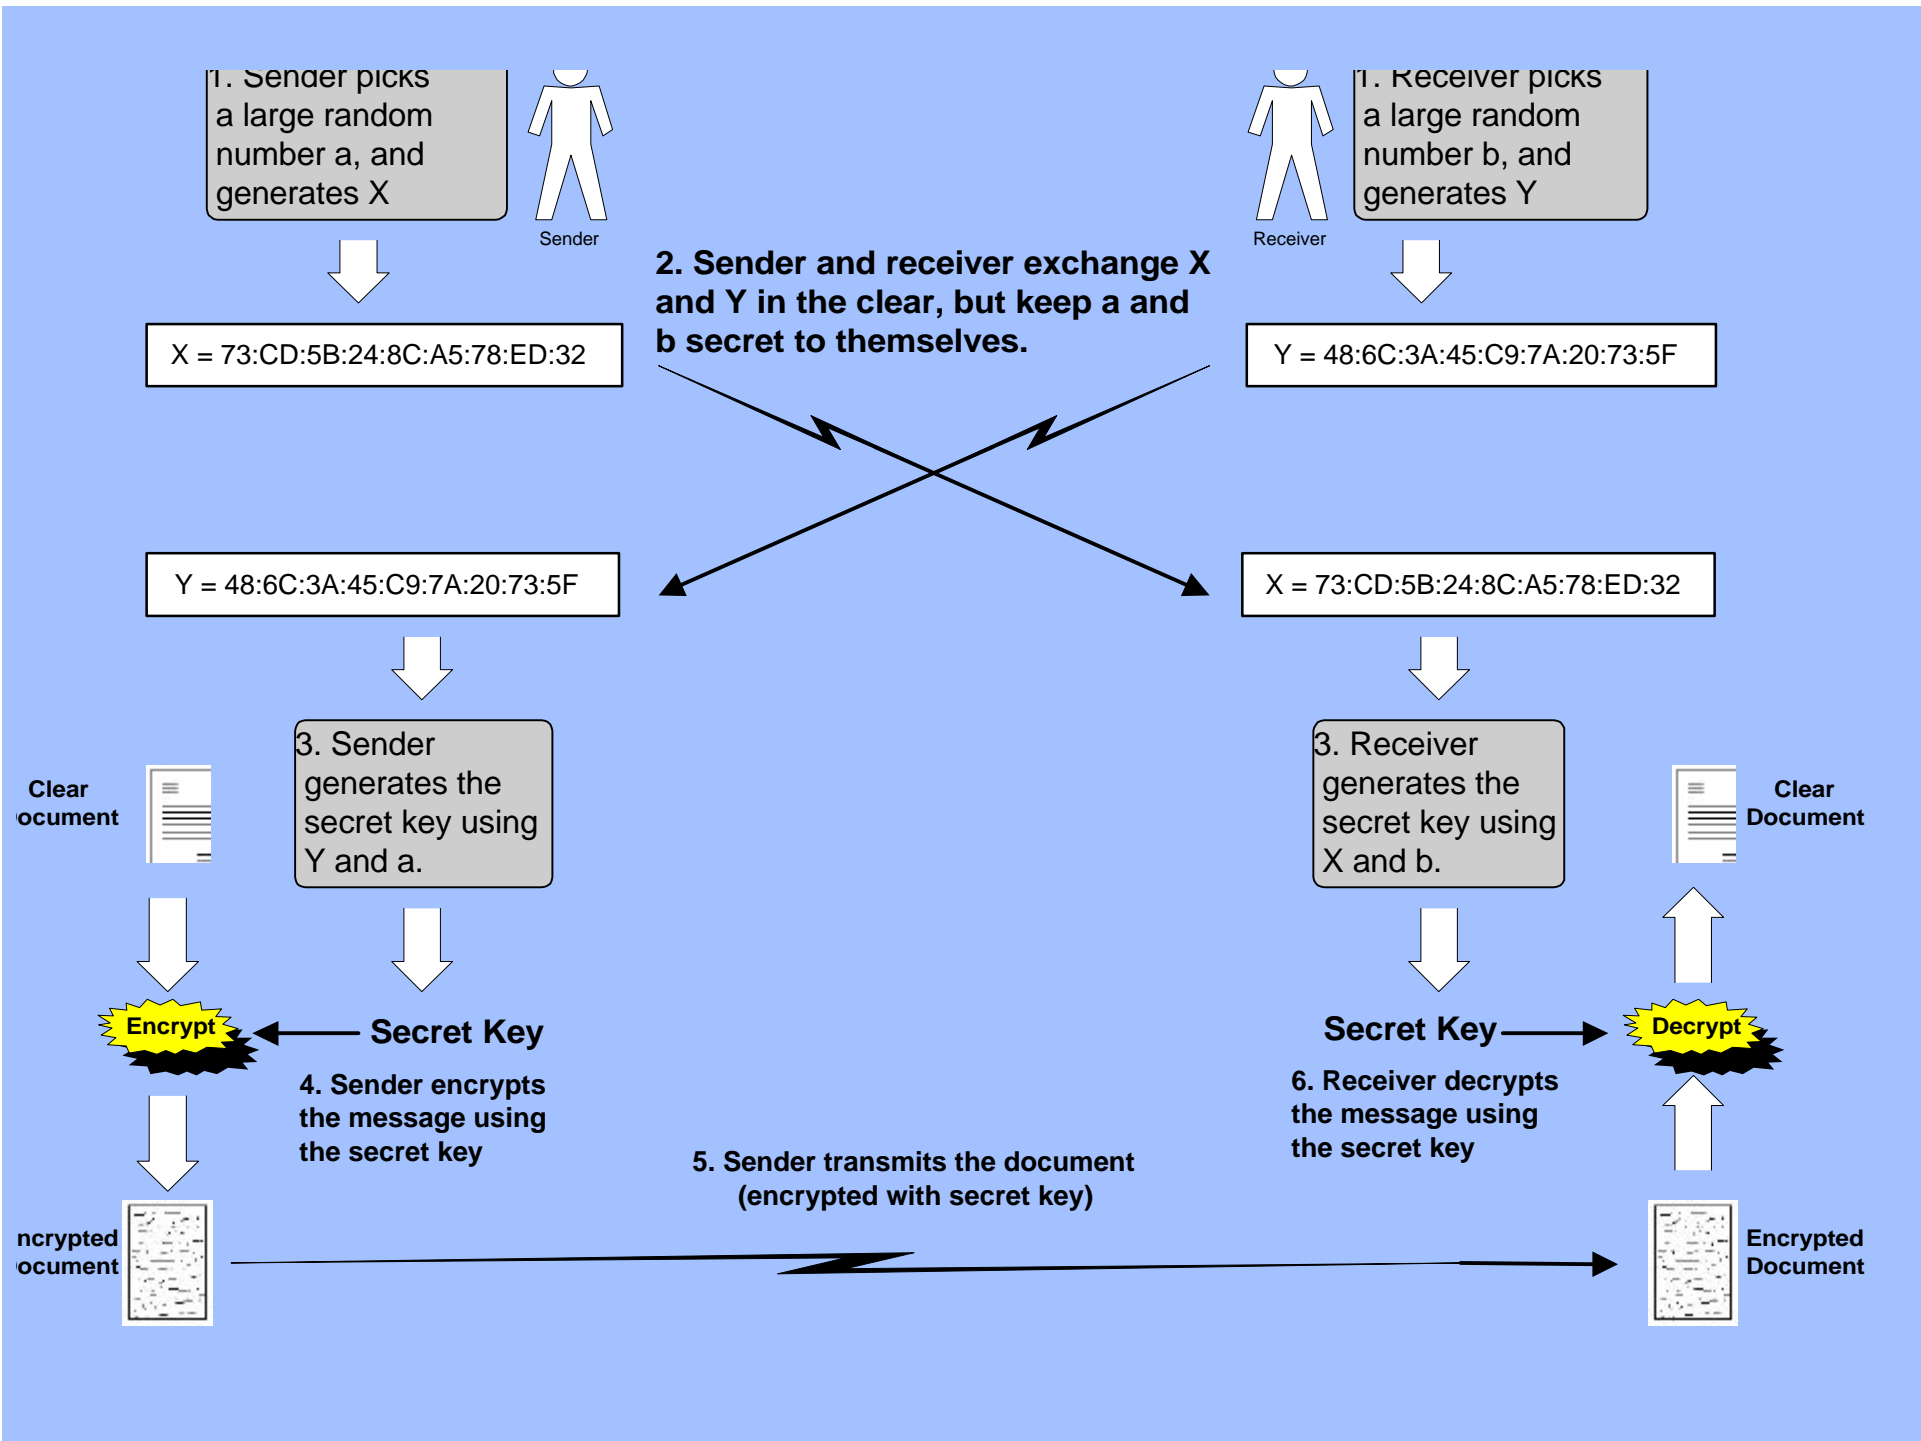 1. Sender picks
a large random
number a, and
generates X
Sender
1. Receiver picks
a large random
number b, and
generates Y
Receiver
2. Sender and receiver exchange X
and Y in the clear, but keep a and
b secret to themselves.
X = 73:CD:5B:24:8C:A5:78:ED:32
Y = 48:6C:3A:45:C9:7A:20:73:5F
Y = 48:6C:3A:45:C9:7A:20:73:5F
X = 73:CD:5B:24:8C:A5:78:ED:32
Clear
ocument
3. Sender
generates the
secret key using
Y and a.
3. Receiver
generates the
secret key using
X and b.
Clear
Document
Encrypt
Secret Key
Secret Key
Decrypt
4. Sender encrypts
the message using
the secret key
6. Receiver decrypts
the message using
the secret key
5. Sender transmits the document
(encrypted with secret key)
ncrypted
ocument
Encrypted
Document